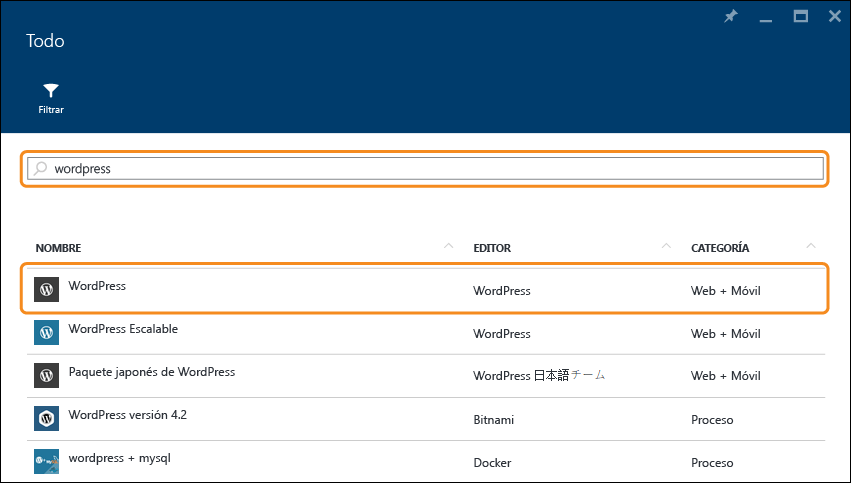 Todo
Filtrar
wordpress
NOMBRE EDITOR CATEGORÍA
WordPress WordPress Web + Móvil
WordPress Escalable WordPress Web + Móvil
Paquete japonés de WordPress WordPress 日本語チーム Web + Móvil
WordPress versión 4.2 Bitnami Proceso
wordpress + mysql Docker Proceso